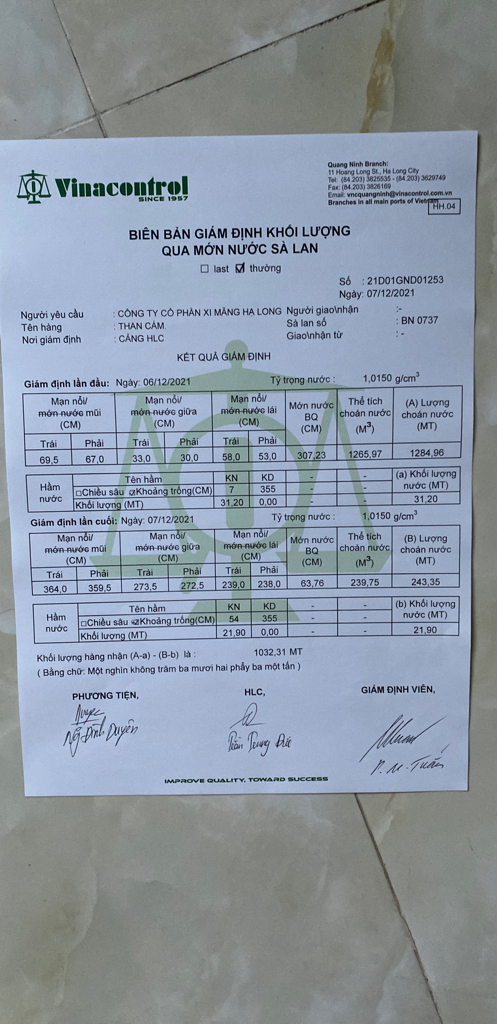 Vinacontrol
SINCE 1957
Quang Ninh Branch:
11 Hoang Long St., Ha Long City
Tel: (84.203) 3825535 - (84.203) 3629749
Fax: (84.203) 3826169
Email: vncquangninh@vinacontrol.com.vn
Branches in all main ports of Vietnam
HH.04
BIÊN BẢN GIÁM ĐỊNH KHỐI LƯỢNG
QUA MỚN NƯỚC SÀ LAN
☐ last ☑ thường
Số : 21D01GND01253
Ngày: 07/12/2021
Người yêu cầu : CÔNG TY CỔ PHẦN XI MĂNG HẠ LONG Người giao\nhận :-
Tên hàng : THAN CÁM Sà lan số : BN 0737
Nơi giám định : CẢNG HLC Giao\nhận từ : -
KẾT QUẢ GIÁM ĐỊNH
Giám định lần đầu: Ngày: 06/12/2021 Tỷ trọng nước : 1,0150 g/cm³
Mạn nổi/ mớn nước mũi (CM) Mạn nổi/ mớn nước giữa (CM) Mạn nổi/ mớn nước lái (CM) Mớn nước BQ (CM) Thể tích choán nước (M³) (A) Lượng choán nước (MT)
Trái Phải Trái Phải Trái Phải
69,5 67,0 33,0 30,0 58,0 53,0 307,23 1265,97 1284,96
Hầm nước Tên hầm KN KD - - (a) Khối lượng nước (MT)
☐Chiều sâu ☑Khoảng trống(CM) 7 355 - -
Khối lượng (MT) 31,20 0,00 - - 31,20
Giám định lần cuối: Ngày: 07/12/2021 Tỷ trọng nước : 1,0150 g/cm³
Mạn nổi/ mớn nước mũi (CM) Mạn nổi/ mớn nước giữa (CM) Mạn nổi/ mớn nước lái (CM) Mớn nước BQ (CM) Thể tích choán nước (M³) (B) Lượng choán nước (MT)
Trái Phải Trái Phải Trái Phải
364,0 359,5 273,5 272,5 239,0 238,0 63,76 239,75 243,35
Hầm nước Tên hầm KN KD - - (b) Khối lượng nước (MT)
☐Chiều sâu ☑Khoảng trống(CM) 54 355 - -
Khối lượng (MT) 21,90 0,00 - - 21,90
Khối lượng hàng nhận (A-a) - (B-b) là : 1032,31 MT
( Bằng chữ: Một nghìn không trăm ba mươi hai phẩy ba một tấn )
PHƯƠNG TIỆN, HLC, GIÁM ĐỊNH VIÊN,
Ng Đình Duyên
Trần Trung Đức
P. M. Tuấn
IMPROVE QUALITY, TOWARD SUCCESS